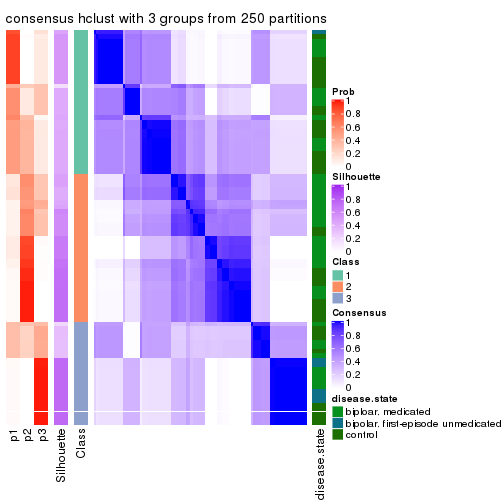 consensus hclust with 3 groups from 250 partitions
Prob
1
0.8
0.6
0.4
0.2
0
Silhouette
1
0.8
0.6
0.4
0.2
0
Class
1
2
3
Consensus
1
0.8
0.6
0.4
0.2
0
disease.state
biploar. medicated
bipolar. first-episode unmedicated
control
p1
p2
p3
Silhouette
Class
disease.state